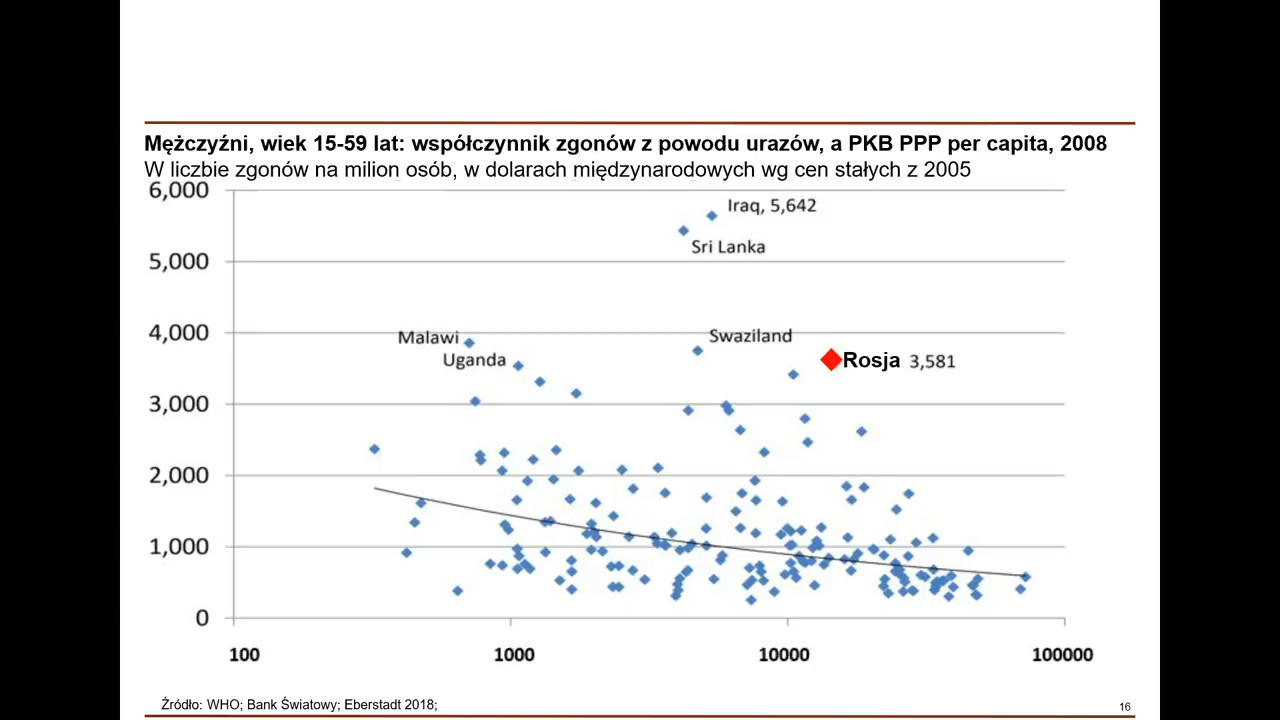 Mężczyźni, wiek 15-59 lat: współczynnik zgonów z powodu urazów, a PKB PPP per capita, 2008
W liczbie zgonów na milion osób, w dolarach międzynarodowych wg cen stałych z 2005
6,000
Iraq, 5,642
Sri Lanka
5,000
4,000
Malawi
Swaziland
Uganda
Rosja 3,581
3,000
2,000
1,000
0
100 1000 10000 100000
Źródło: WHO; Bank Światowy; Eberstadt 2018;
16